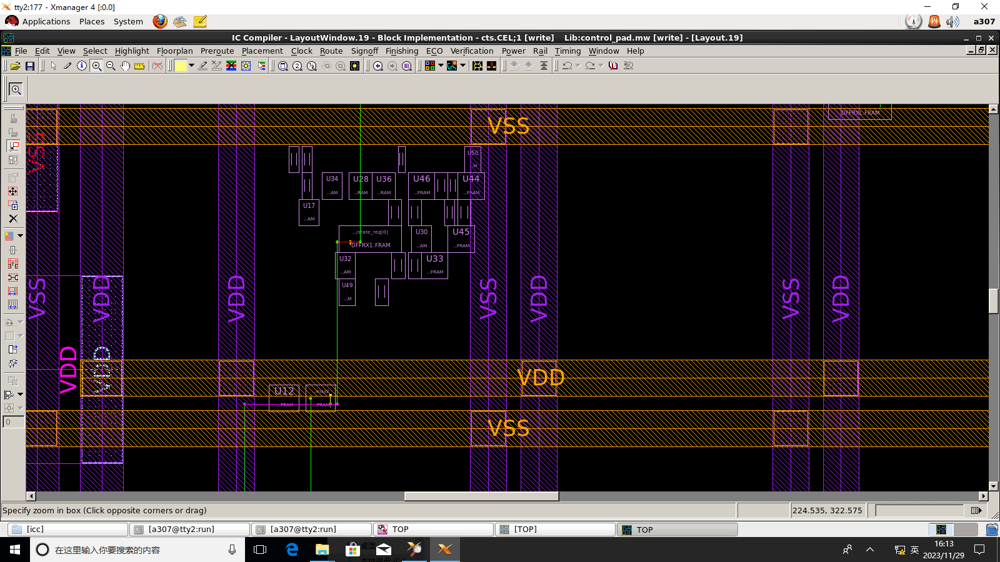 tty2:177 - Xmanager 4 [:0.0]
Applications Places System a307
IC Compiler - LayoutWindow.19 - Block Implementation - cts.CEL;1 [write] Lib:control_pad.mw [write] - [Layout.19]
File Edit View Select Highlight Floorplan Preroute Placement Clock Route Signoff Finishing ECO Verification Power Rail Timing Window Help
DFFRXL.FRAM
VSS
VSS
U50
...M
U34
...AM
U28
...RAM
U36
...RAM
U46
...FRAM
U44
...FRAM
U17
...AM
.../state_reg[0]
DFFRX1.FRAM
U30
...AM
U45
...FRAM
U32
...AM
U33
...FRAM
U49
...M
VSS
VDD
VDD
VSS
VDD
VSS
VDD
VDD
VDD
VDD
U12
...FRAM
...FRAM
VSS
0
Specify zoom in box (Click opposite corners or drag)
224.535, 322.575
[icc]
[a307@tty2:run]
[a307@tty2:run]
TOP
[TOP]
TOP
在这里输入你要搜索的内容
桌面
英
16:13
2023/11/29